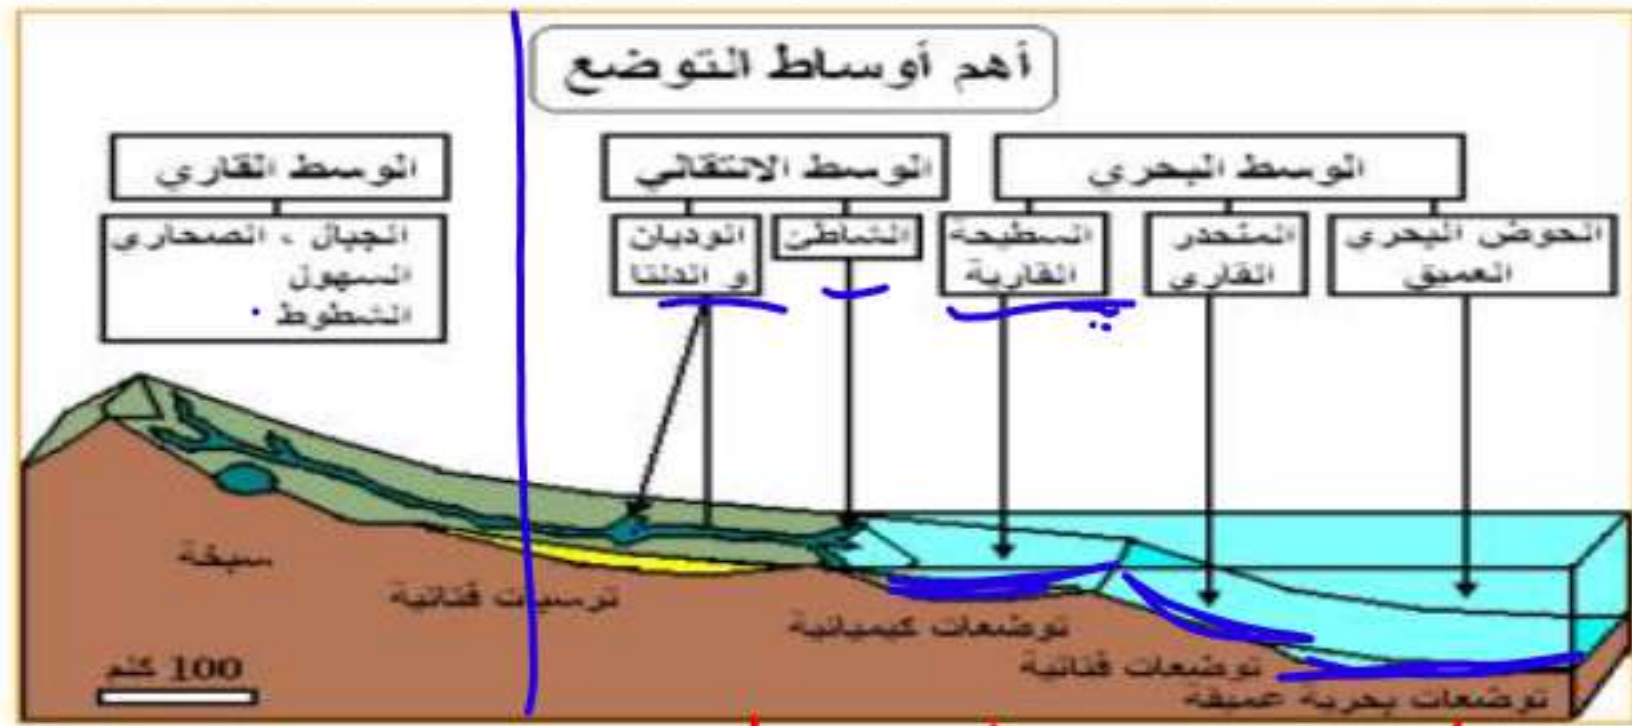 أهم أوساط التوضع
الوسط البحري
الوسط الانتقالي
الوسط القاري
الحوض البحري
العميق
المنحدر
القاري
السطيحة
القارية
الشاطئ
الوديان
و الدلتا
الجبال ، الصحاري
السهول
الشطوط
سبخة
ترسبات فتاتية
توضعات كيميائية
توضعات فتاتية
توضعات بحرية عميقة
100 كلم